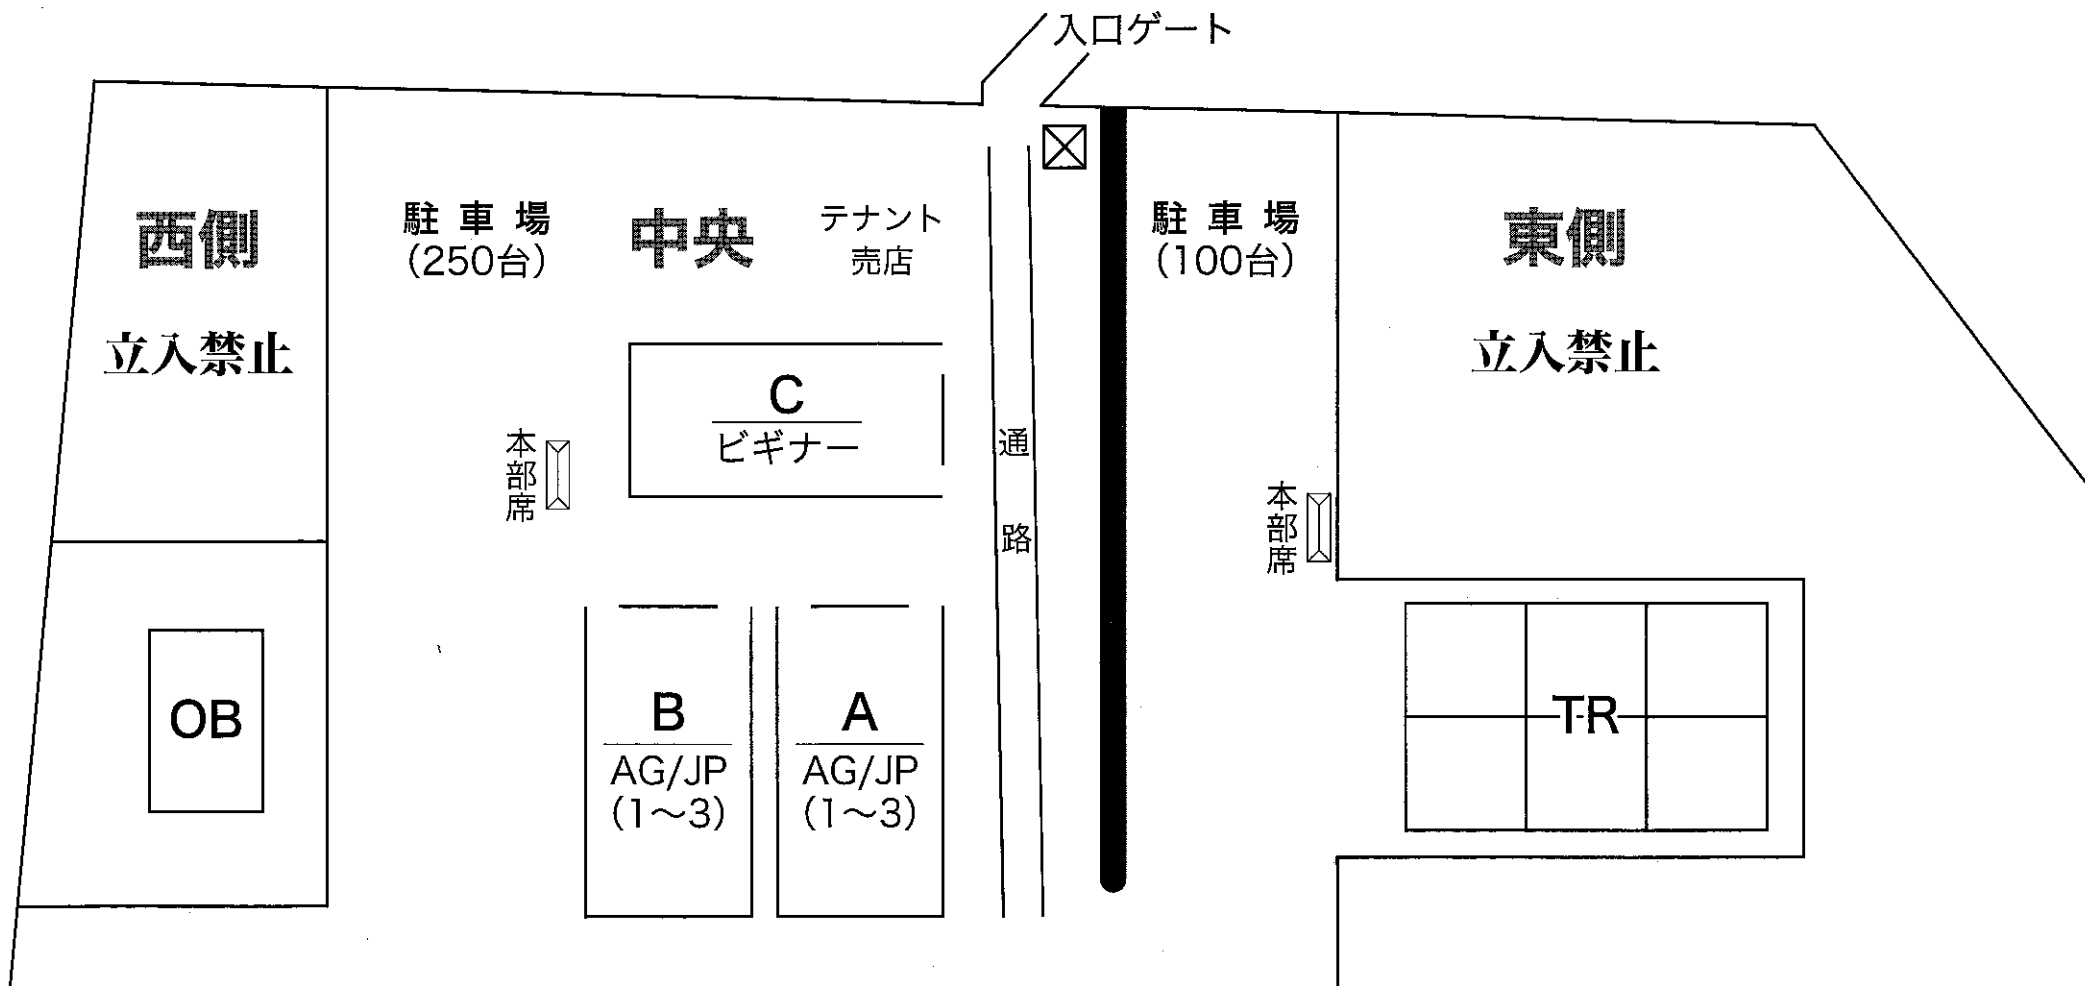 入口ゲート
西側
立入禁止
駐車場
(250台)
中央
テナント
売店
駐車場
(100台)
東側
立入禁止
C
ビギナー
本部席
通路
本部席
OB
B
AG/JP
(1〜3)
A
AG/JP
(1〜3)
TR